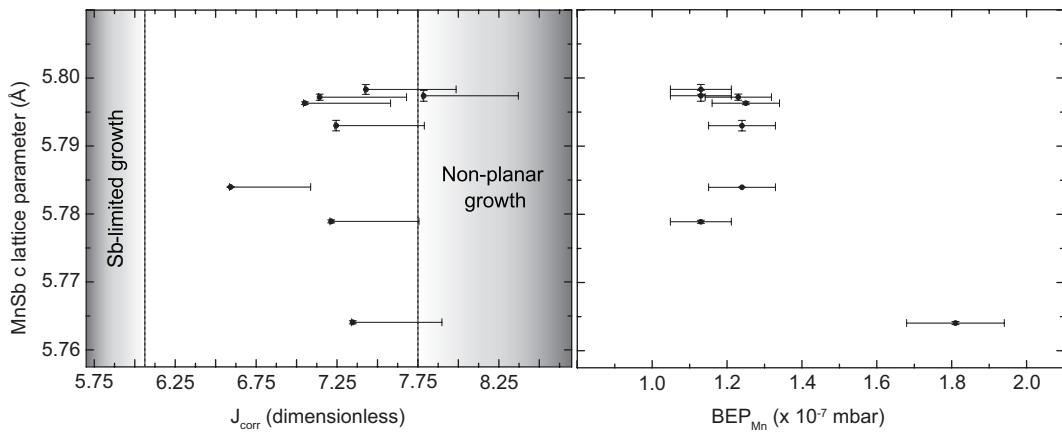 MnSb c lattice parameter (Å)
5.80
5.79
5.78
5.77
5.76
Sb-limited growth
Non-planar
growth
5.75 6.25 6.75 7.25 7.75 8.25
J_corr (dimensionless)
1.0 1.2 1.4 1.6 1.8 2.0
BEP_Mn (x 10⁻⁷ mbar)